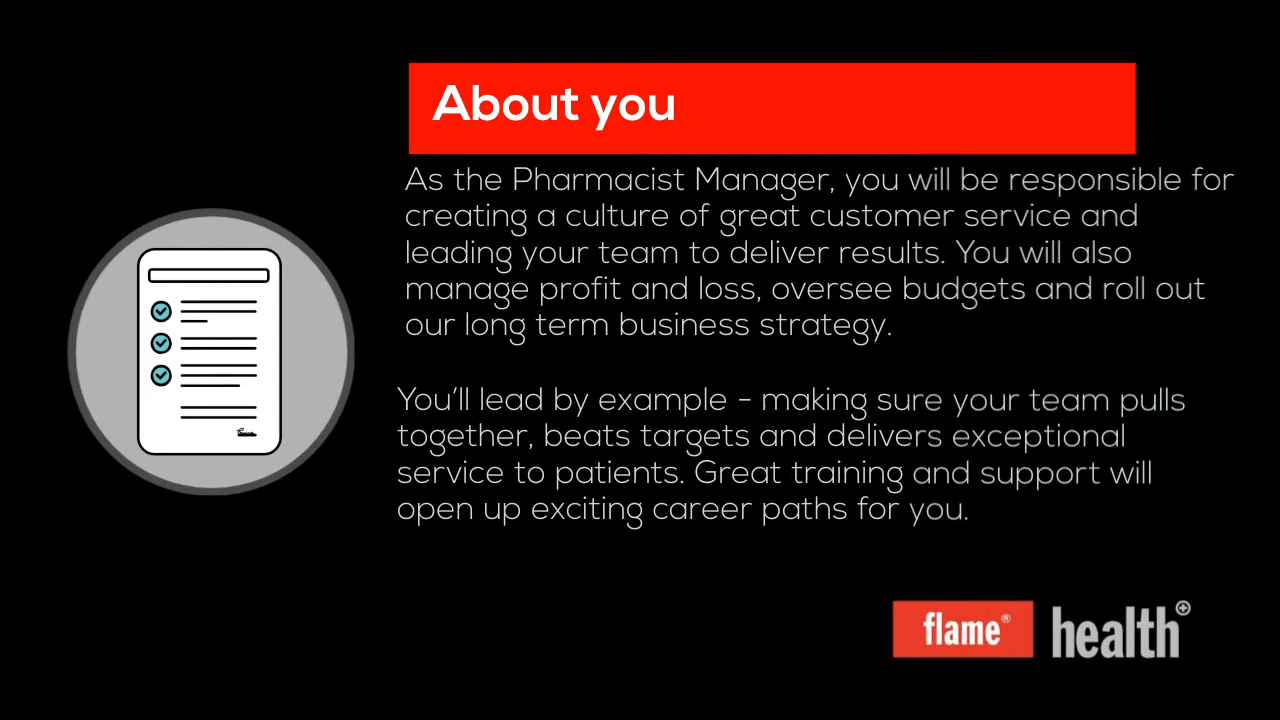 About you
As the Pharmacist Manager, you will be responsible for
creating a culture of great customer service and
leading your team to deliver results. You will also
manage profit and loss, oversee budgets and roll out
our long term business strategy.
You'll lead by example - making sure your team pulls
together, beats targets and delivers exceptional
service to patients. Great training and support will
open up exciting career paths for you.
flame® health